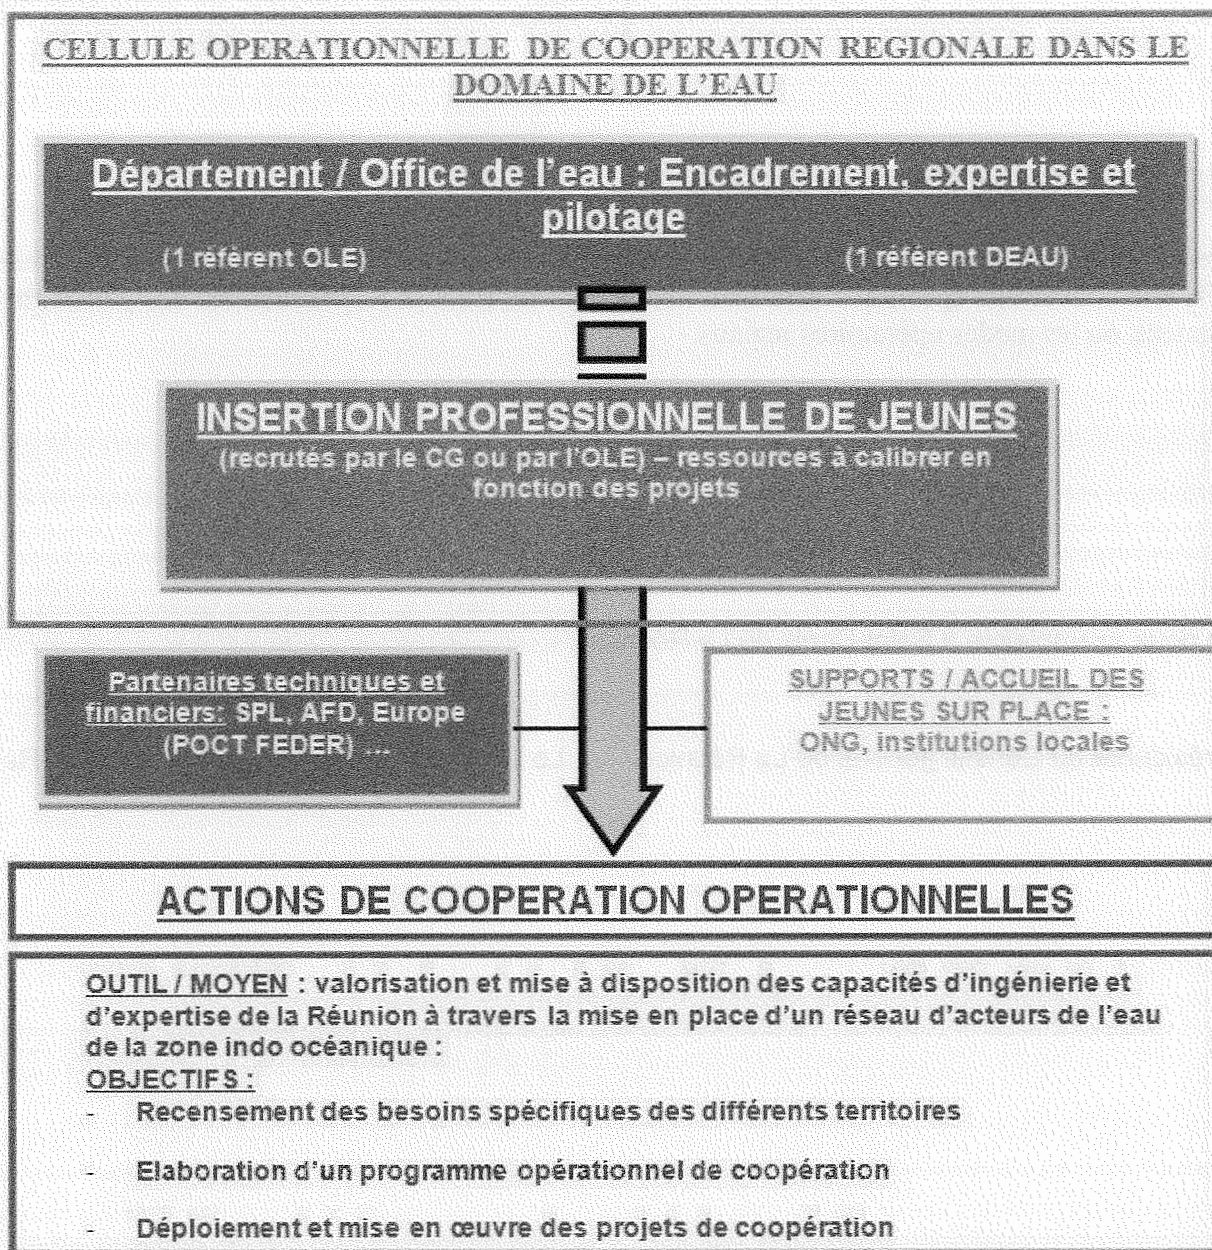 CELLULE OPERATIONNELLE DE COOPERATION REGIONALE DANS LE
DOMAINE DE L'EAU
Département / Office de l'eau : Encadrement, expertise et
pilotage
(1 référent OLE) (1 référent DEAU)
INSERTION PROFESSIONNELLE DE JEUNES
(recrutés par le CG ou par l'OLE) – ressources à calibrer en
fonction des projets
Partenaires techniques et
financiers: SPL, AFD, Europe
(POCT FEDER) ...
SUPPORTS / ACCUEIL DES
JEUNES SUR PLACE :
ONG, institutions locales
ACTIONS DE COOPERATION OPERATIONNELLES
OUTIL / MOYEN : valorisation et mise à disposition des capacités d'ingénierie et
d'expertise de la Réunion à travers la mise en place d'un réseau d'acteurs de l'eau
de la zone indo océanique :
OBJECTIFS :
- Recensement des besoins spécifiques des différents territoires
- Elaboration d'un programme opérationnel de coopération
- Déploiement et mise en œuvre des projets de coopération